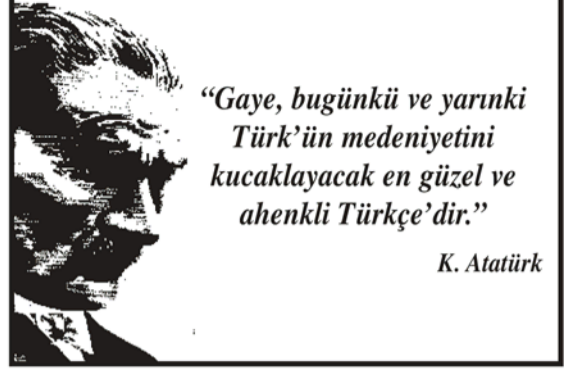 “Gaye, bugünkü ve yarınki
Türk’ün medeniyetini
kucaklayacak en güzel ve
ahenkli Türkçe’dir.”
K. Atatürk